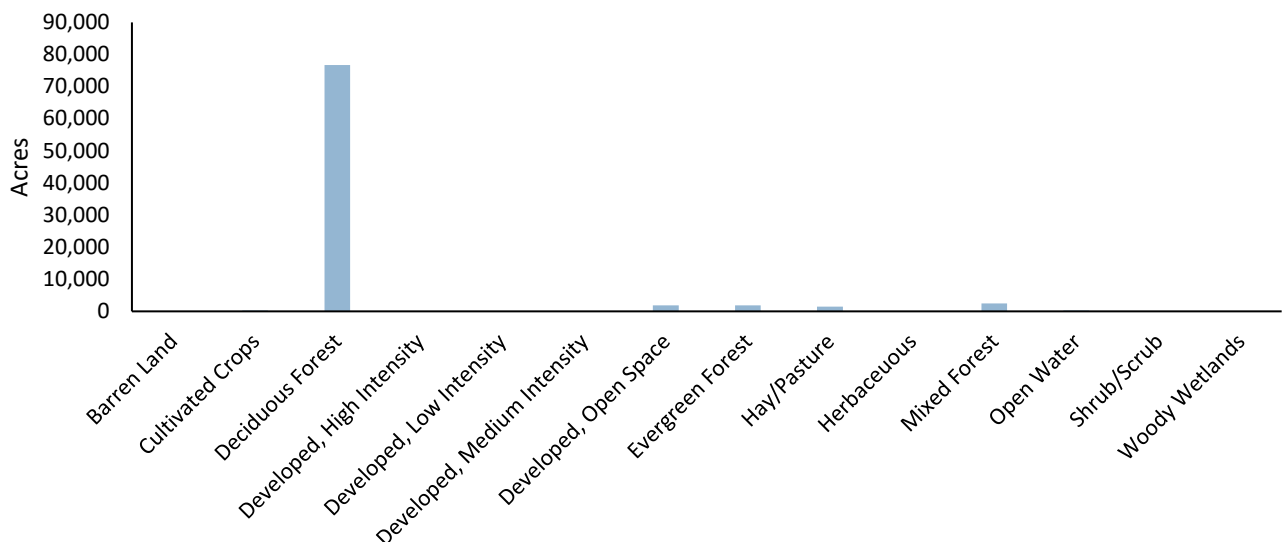 90,000
80,000
70,000
60,000
50,000
40,000
30,000
20,000
10,000
0
Acres
Barren Land
Cultivated Crops
Deciduous Forest
Developed, High Intensity
Developed, Low Intensity
Developed, Medium Intensity
Developed, Open Space
Evergreen Forest
Hay/Pasture
Herbaceuous
Mixed Forest
Open Water
Shrub/Scrub
Woody Wetlands